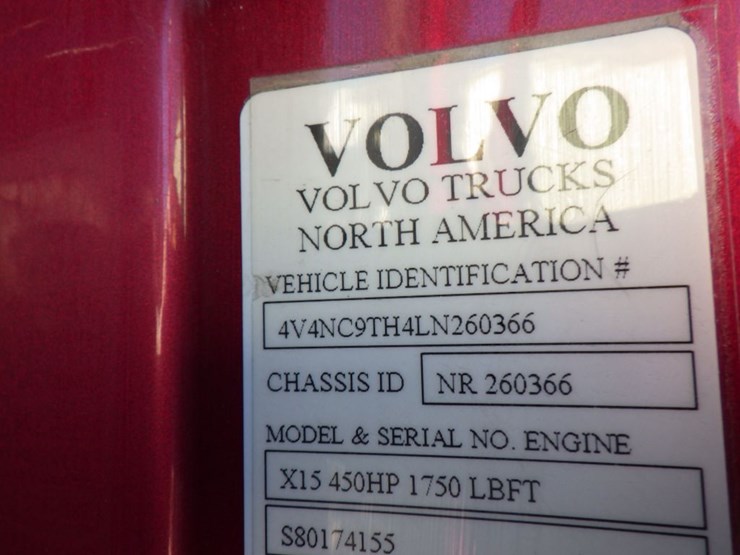 VOLVO
VOLVO TRUCKS
NORTH AMERICA
VEHICLE IDENTIFICATION #
4V4NC9TH4LN260366
CHASSIS ID NR 260366
MODEL & SERIAL NO. ENGINE
X15 450HP 1750 LBFT
S80174155